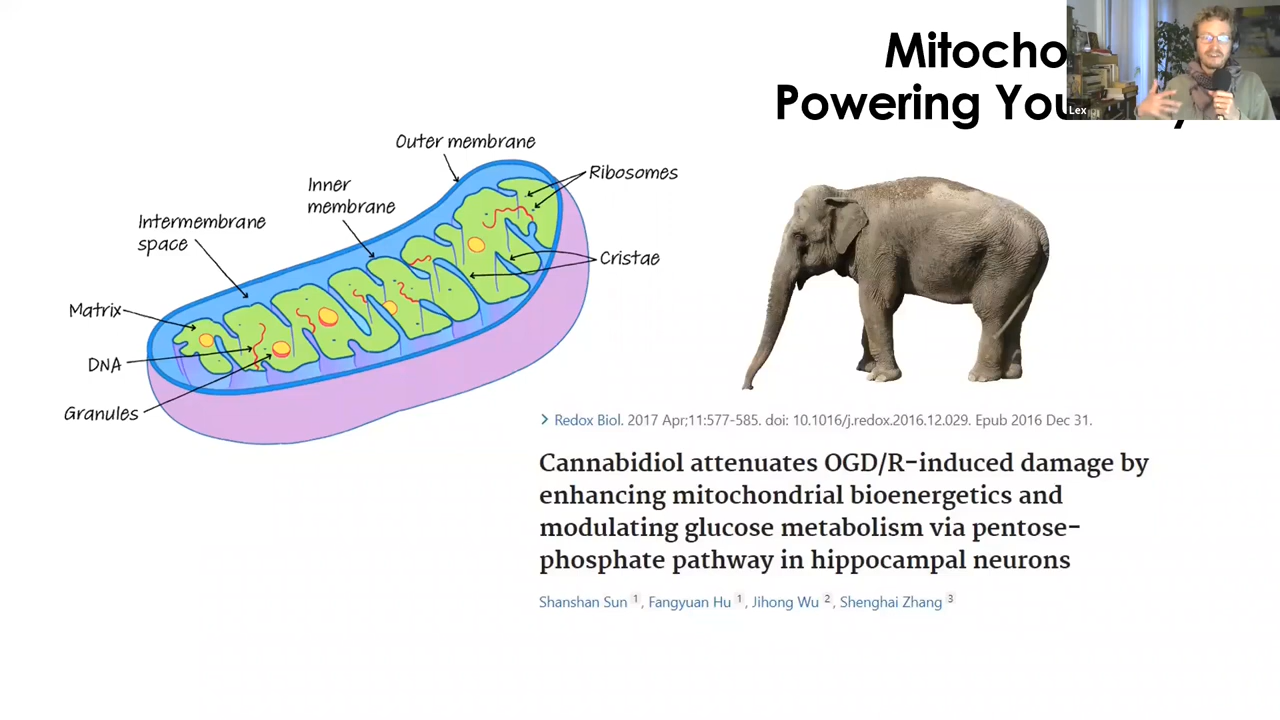 Mitocho
Powering You
Lex
Outer membrane
Ribosomes
Inner
membrane
Intermembrane
space
Cristae
Matrix
DNA
Granules
Redox Biol. 2017 Apr;11:577-585. doi: 10.1016/j.redox.2016.12.029. Epub 2016 Dec 31.
Cannabidiol attenuates OGD/R-induced damage by
enhancing mitochondrial bioenergetics and
modulating glucose metabolism via pentose-
phosphate pathway in hippocampal neurons
Shanshan Sun 1, Fangyuan Hu 1, Jihong Wu 2, Shenghai Zhang 3